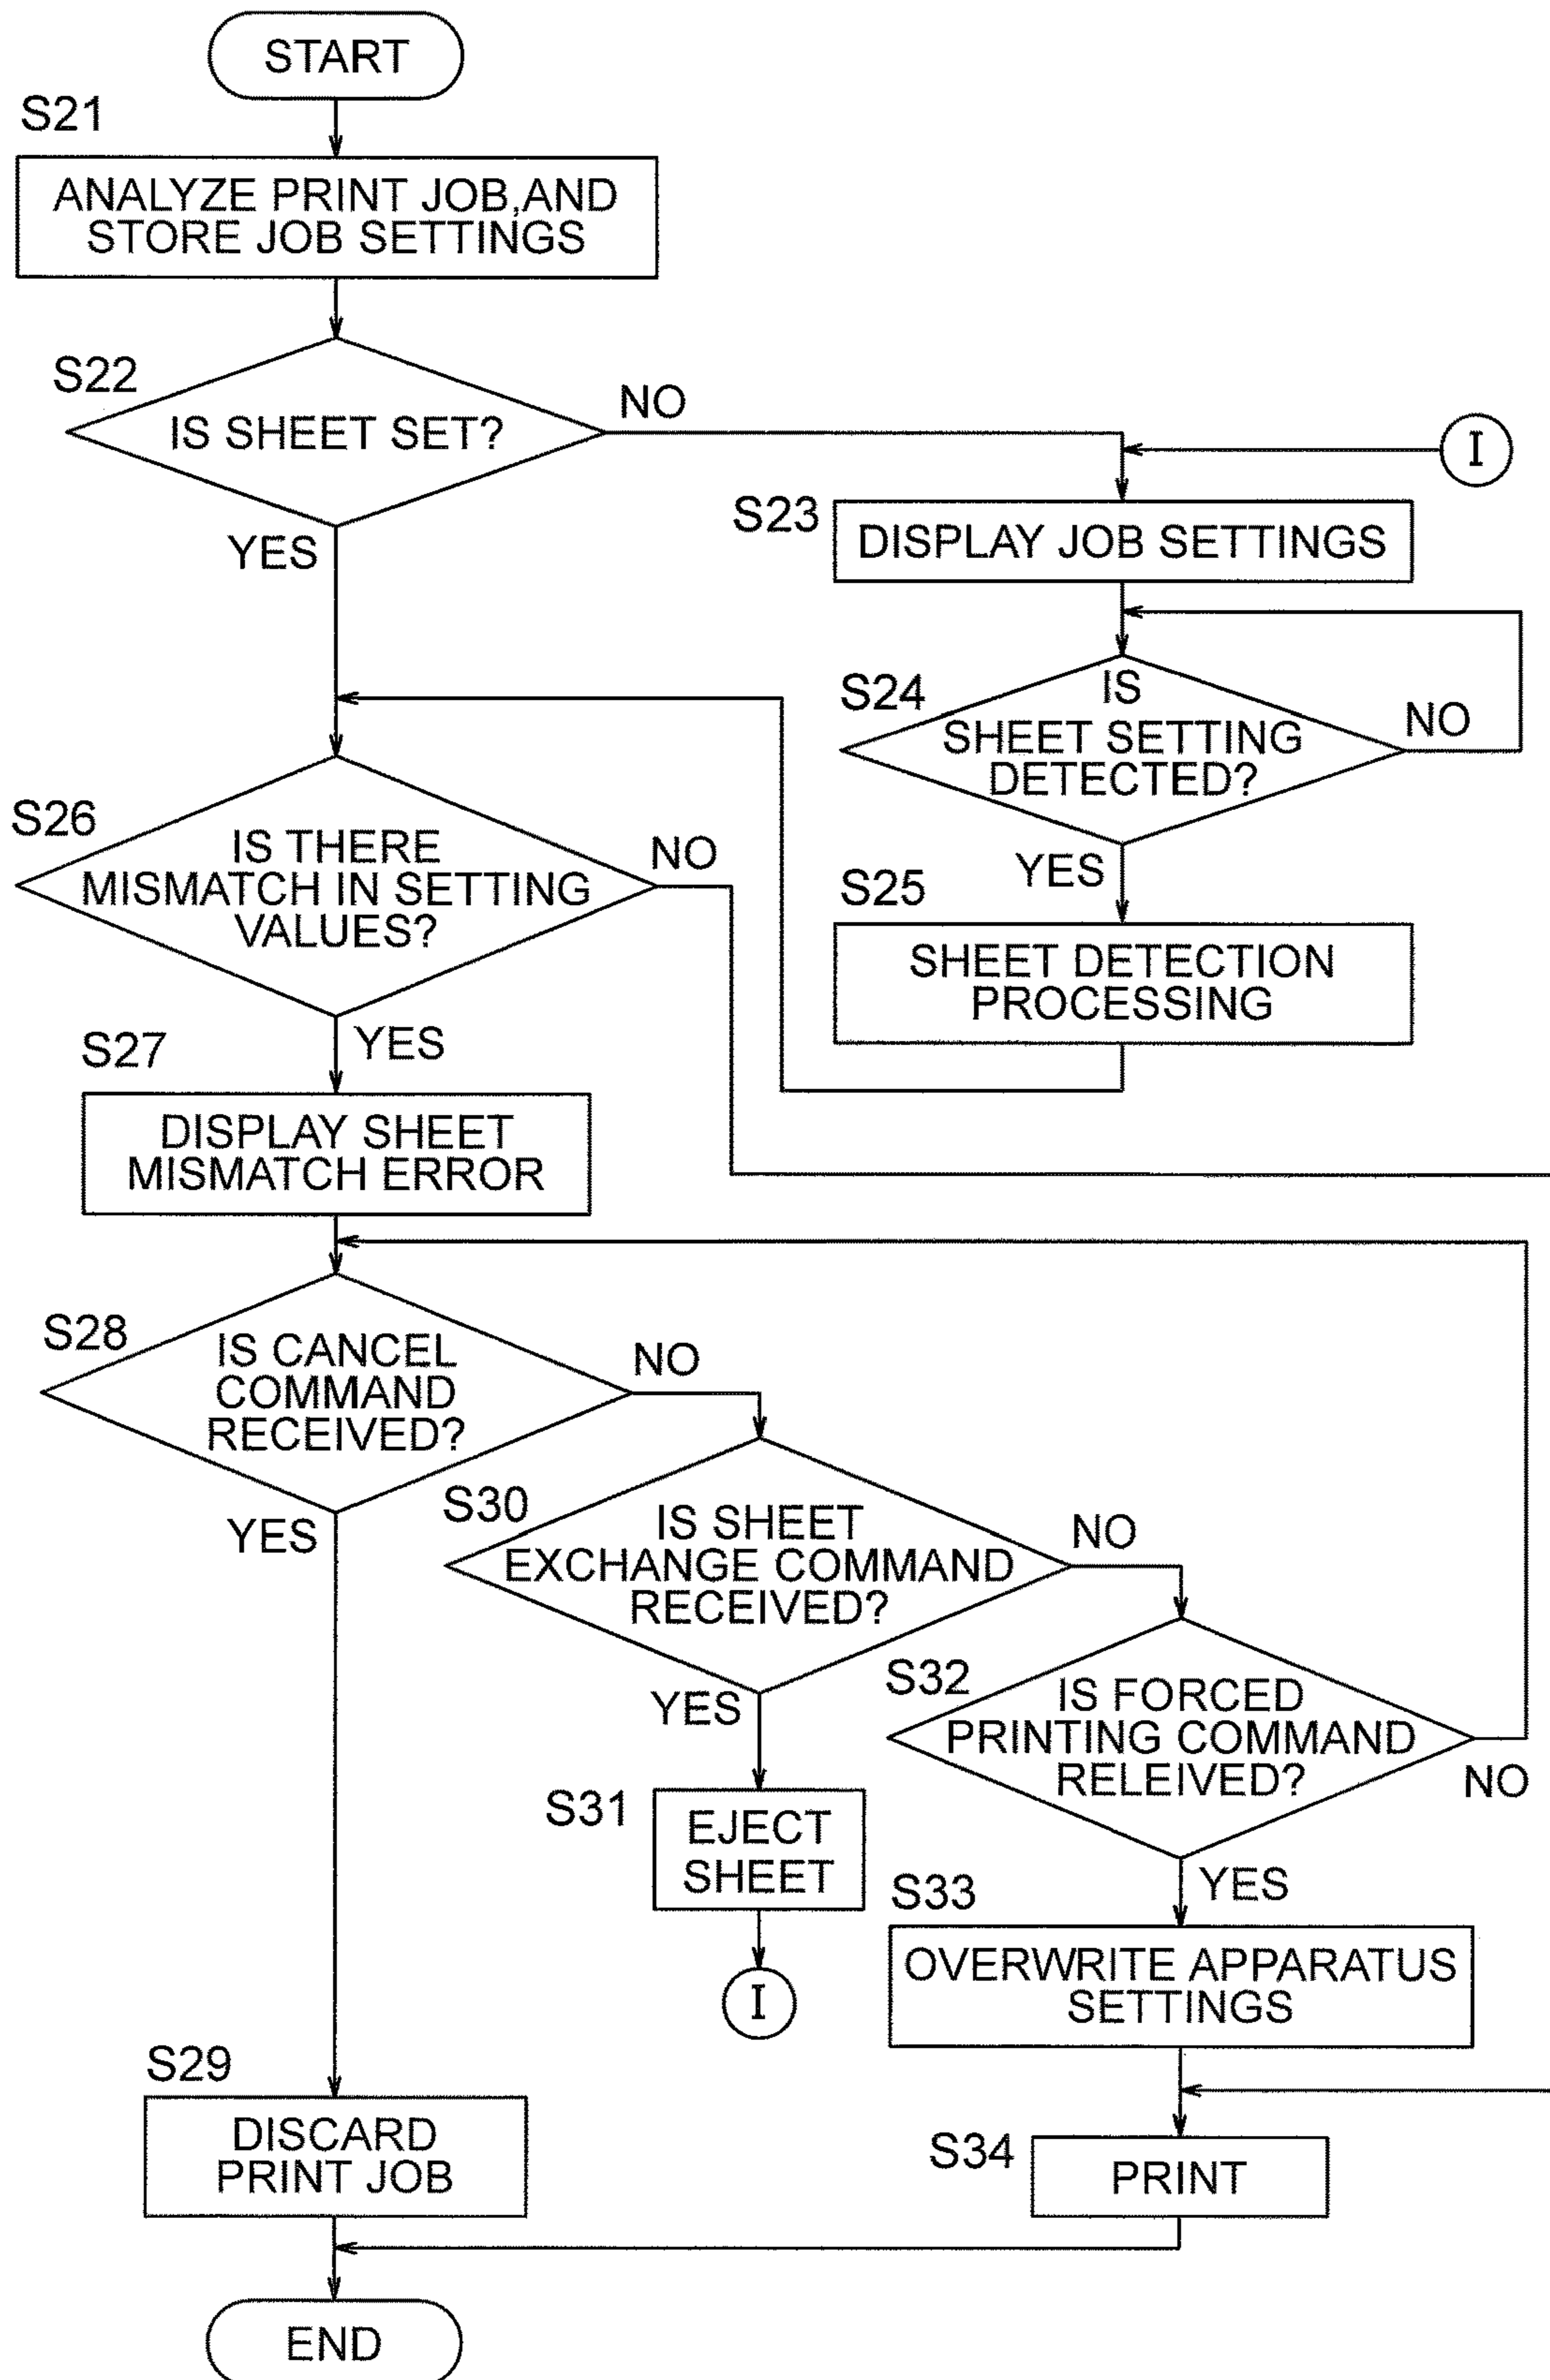 START
S21
ANALYZE PRINT JOB,AND
STORE JOB SETTINGS
S22
IS SHEET SET?
NO
YES
I
S23
DISPLAY JOB SETTINGS
S24
IS
SHEET SETTING
DETECTED?
NO
YES
S25
SHEET DETECTION
PROCESSING
S26
IS THERE
MISMATCH IN SETTING
VALUES?
NO
YES
S27
DISPLAY SHEET
MISMATCH ERROR
S28
IS CANCEL
COMMAND
RECEIVED?
NO
YES
S30
IS SHEET
EXCHANGE COMMAND
RECEIVED?
NO
YES
S31
EJECT
SHEET
I
S32
IS FORCED
PRINTING COMMAND
RELEIVED?
NO
YES
S33
OVERWRITE APPARATUS
SETTINGS
S29
DISCARD
PRINT JOB
S34
PRINT
END